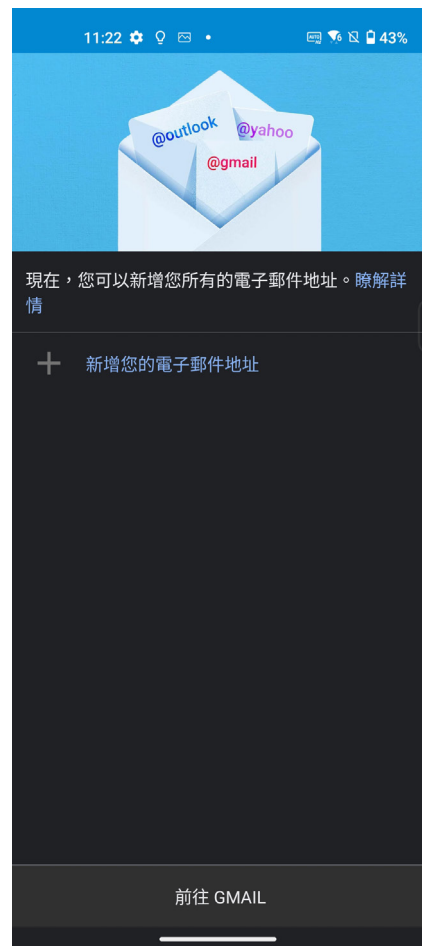 11:22
43%
@outlook
@yahoo
@gmail
現在，您可以新增您所有的電子郵件地址。瞭解詳
情
新增您的電子郵件地址
前往 GMAIL